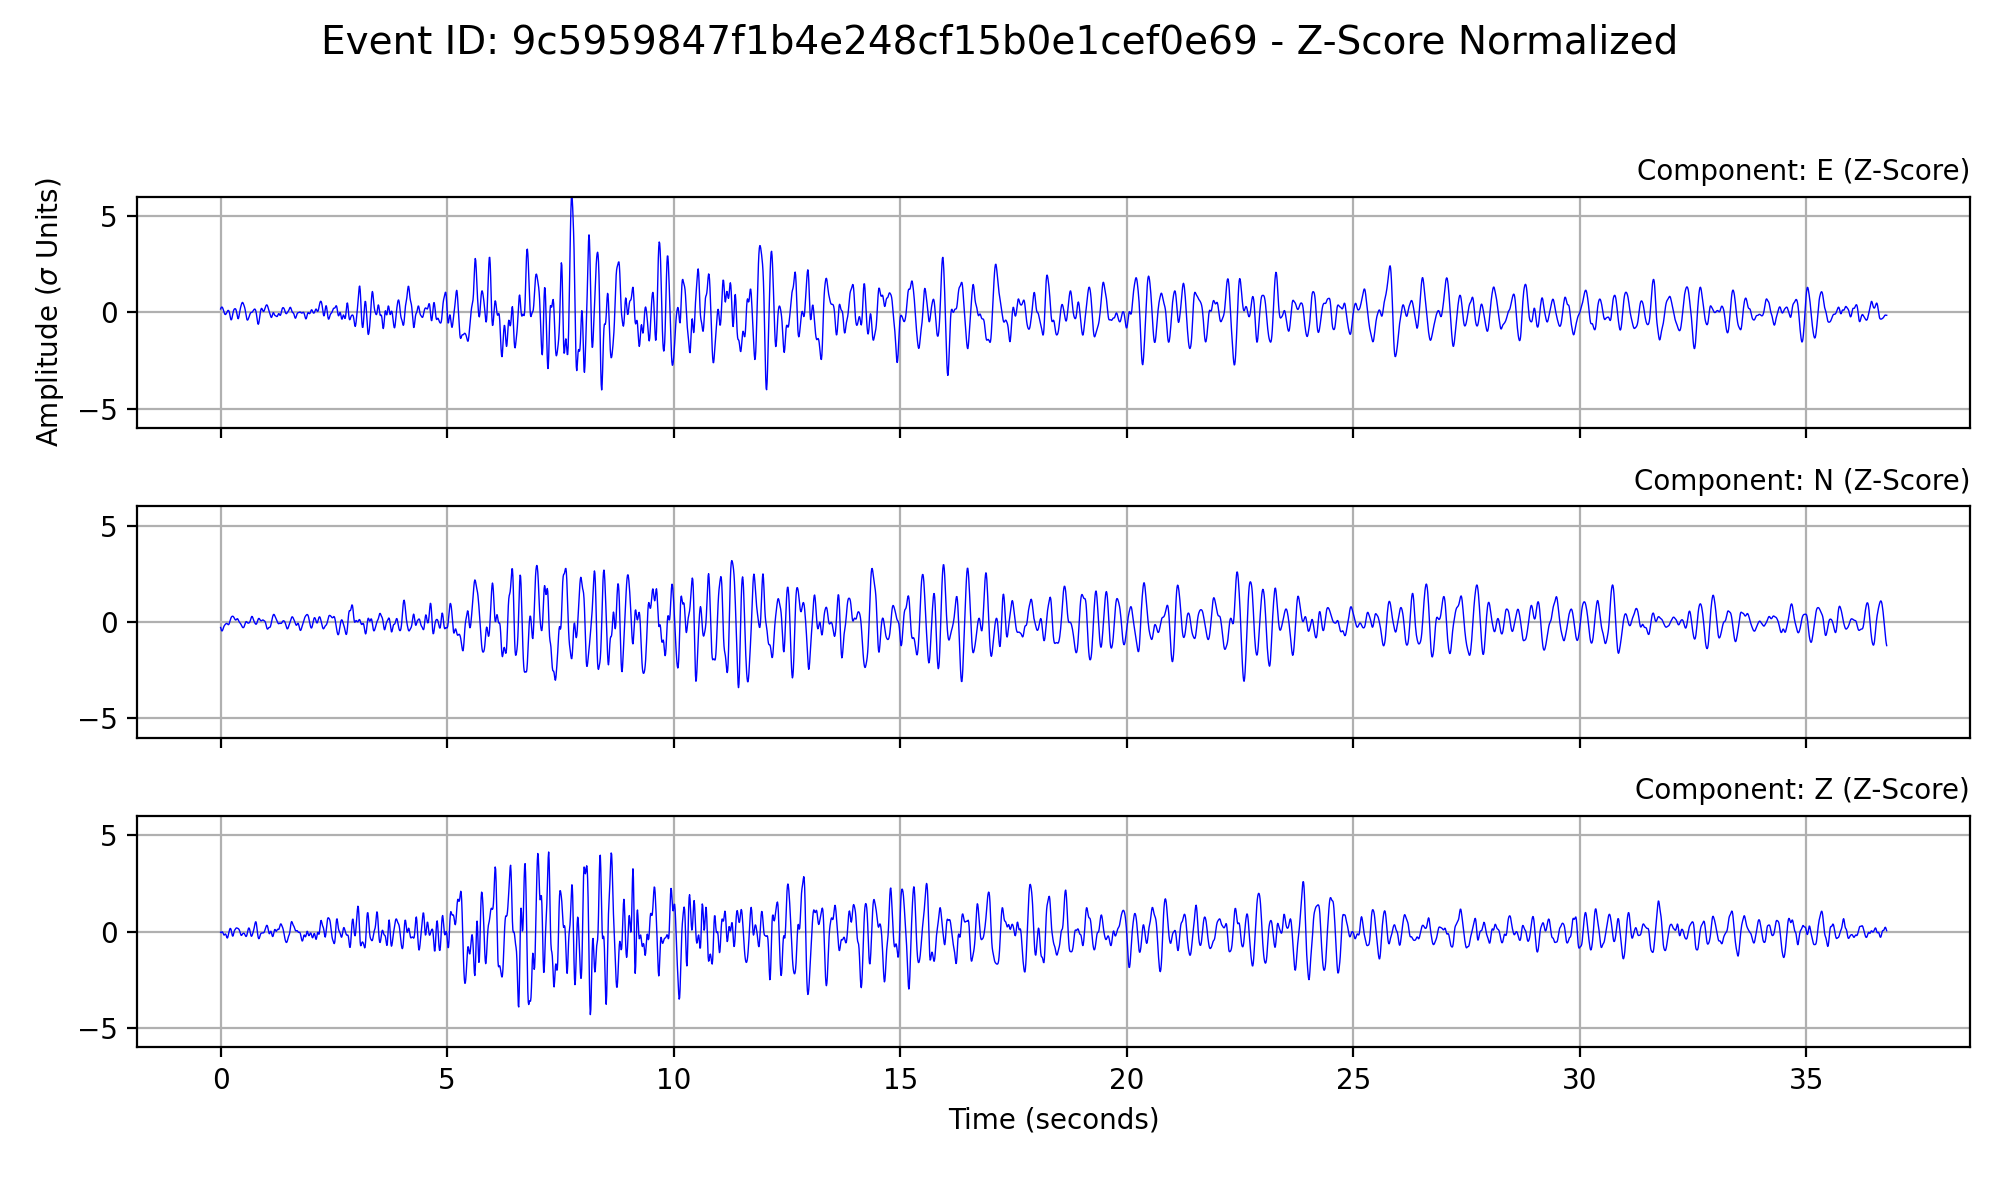 Event ID: 9c5959847f1b4e248cf15b0e1cef0e69 - Z-Score Normalized
Component: E (Z-Score)
Amplitude (σ Units)
5
0
−5
Component: N (Z-Score)
5
0
−5
Component: Z (Z-Score)
5
0
−5
0 5 10 15 20 25 30 35
Time (seconds)